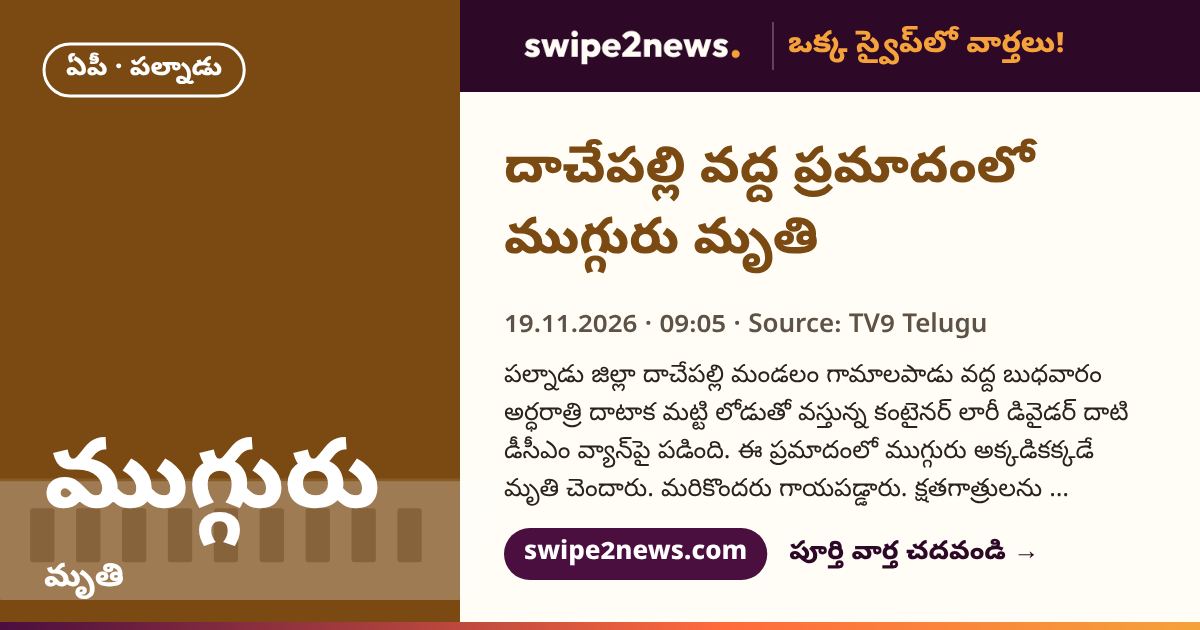 ఏపీ · పల్నాడు
swipe2news.
ఒక్క స్వైప్‌లో వార్తలు!
దాచేపల్లి వద్ద ప్రమాదంలో
ముగ్గురు మృతి
19.11.2026 · 09:05 · Source: TV9 Telugu
పల్నాడు జిల్లా దాచేపల్లి మండలం గామాలపాడు వద్ద బుధవారం
అర్ధరాత్రి దాటాక మట్టి లోడుతో వస్తున్న కంటైనర్ లారీ డివైడర్ దాటి
డీసీఎం వ్యాన్‌పై పడింది. ఈ ప్రమాదంలో ముగ్గురు అక్కడికక్కడే
మృతి చెందారు. మరికొందరు గాయపడ్డారు. క్షతగాత్రులను ...
ముగ్గురు
మృతి
swipe2news.com
పూర్తి వార్త చదవండి →